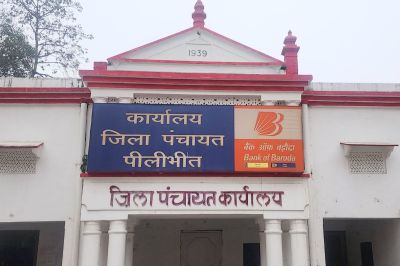 1939
कार्यालय
जिला पंचायत
पीलीभीत
बैंक ऑफ़ बड़ौदा
Bank of Baroda
जिला पंचायत कार्यालय